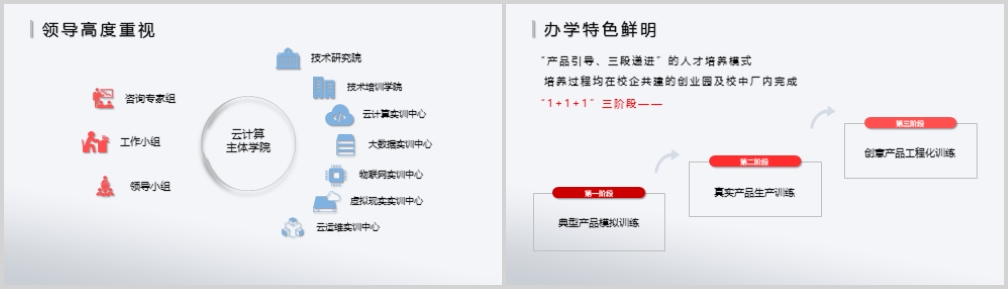 领导高度重视
技术研究院
技术培训学院
咨询专家组
云计算实训中心
云计算
主体学院
工作小组
大数据实训中心
物联网实训中心
领导小组
虚拟现实实训中心
云运维实训中心
办学特色鲜明
“产品引导、三段递进”的人才培养模式
培养过程均在校企共建的创业园及校中厂内完成
“1+1+1”三阶段——
第一阶段
典型产品模拟训练
第二阶段
真实产品生产训练
第三阶段
创意产品工程化训练